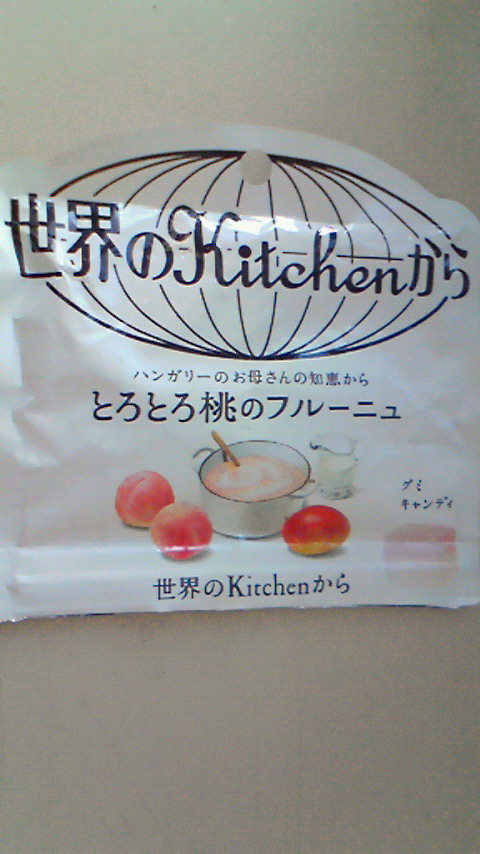 世界のKitchenから
ハンガリーのお母さんの知恵から
とろとろ桃のフルーニュ
グミ
キャンディ
世界のKitchenから